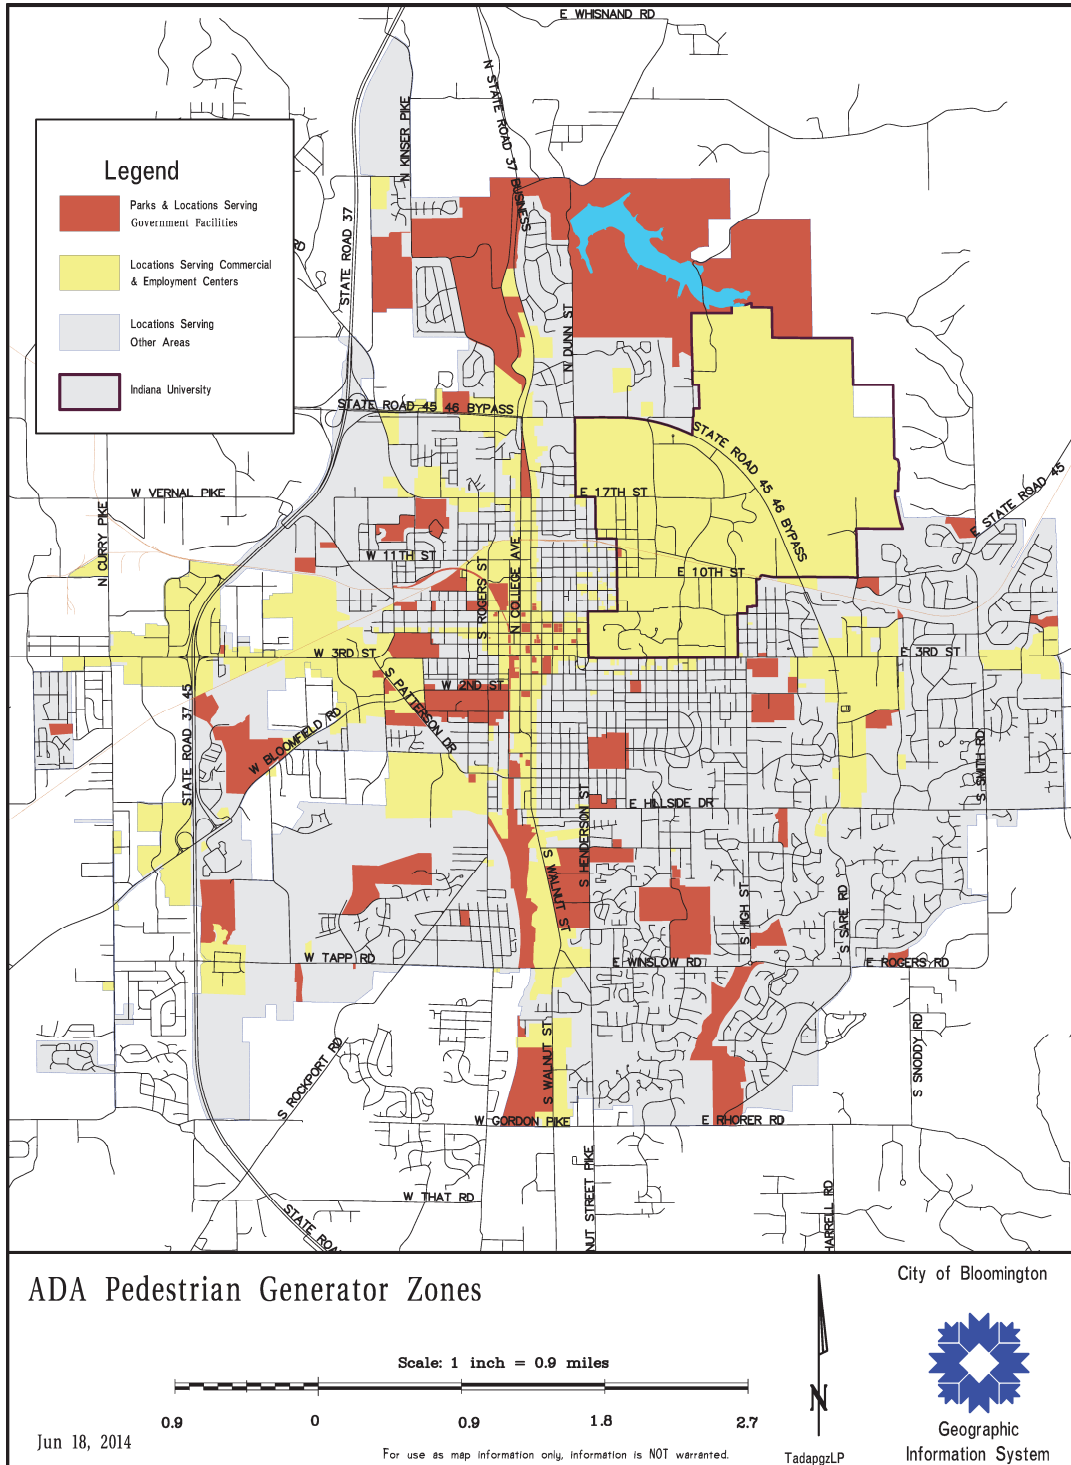 E WHISNAND RD
N STATE ROAD 37 BUSINESS
N KINSER PIKE
Legend
Parks & Locations Serving
Government Facilities
Locations Serving Commercial
& Employment Centers
Locations Serving
Other Areas
Indiana University
STATE ROAD 37
N DUNN ST
STATE ROAD 45 46 BYPASS
STATE ROAD 45 46 BYPASS
E STATE ROAD 45
W VERNAL PIKE
E 17TH ST
N CURRY PIKE
W 11TH ST
N COLLEGE AVE
E 10TH ST
S ROGERS ST
W 3RD ST
E 3RD ST
S PATTERSON DR
W 2ND ST
STATE ROAD 37 45
W BLOOMFIELD RD
S SMITH RD
E HILLSIDE DR
S HENDERSON ST
S WALNUT ST
S HIGH ST
S SARE RD
W TAPP RD
E WINSLOW RD
E ROGERS RD
S ROCKPORT RD
S WALNUT ST
S SNODDY RD
W GORDON PIKE
E RHORER RD
NUT STREET PIKE
W THAT RD
HARRELL RD
STATE ROA
ADA Pedestrian Generator Zones
City of Bloomington
Scale: 1 inch = 0.9 miles
0.9 0 0.9 1.8 2.7
N
Geographic
Information System
Jun 18, 2014
For use as map information only, information is NOT warranted.
TadapgzLP